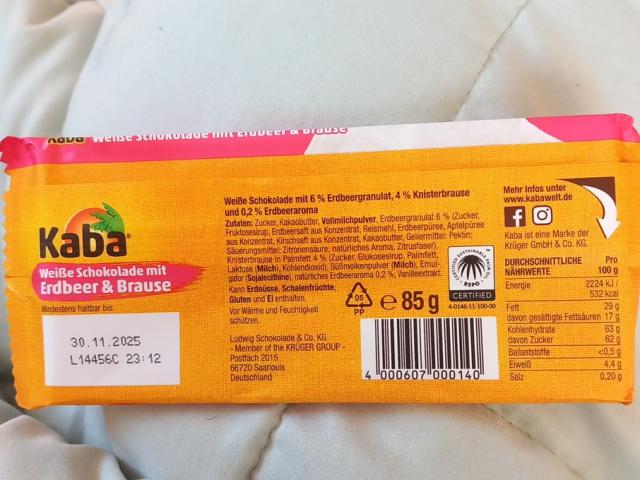 Kaba Weiße Schokolade mit Erdbeer & Brause
Kaba
Weiße Schokolade mit
Erdbeer & Brause
Mindestens haltbar bis:
30.11.2025
L14456C 23:12
Weiße Schokolade mit 6 % Erdbeergranulat, 4 % Knisterbrause
und 0,2 % Erdbeeraroma
Zutaten: Zucker, Kakaobutter, Vollmilchpulver, Erdbeergranulat 6 % (Zucker,
Fruktosesirup, Erdbeersaft aus Konzentrat, Reismehl, Erdbeerpüree, Apfelpüree
aus Konzentrat, Kirschsaft aus Konzentrat, Kakaobutter, Geliermittel: Pektin;
Säuerungsmittel: Zitronensäure; natürliches Aroma, Zitrusfaser),
Knisterbrause in Palmfett 4 % (Zucker, Glukosesirup, Palmfett,
Laktose (Milch), Kohlendioxid), Süßmolkenpulver (Milch), Emul-
gator (Sojalecithine), natürliches Erdbeeraroma 0,2 %, Vanilleextrakt.
Kann Erdnüsse, Schalenfrüchte,
Gluten und Ei enthalten.
Vor Wärme und Feuchtigkeit
schützen.
Ludwig Schokolade & Co. KG
- Member of the KRÜGER GROUP -
Postfach 2015
66720 Saarlouis
Deutschland
05
PP
e 85 g
RSPO
CERTIFIED
4-0146-11-100-00
4 000607 000140
Mehr Infos unter
www.kabawelt.de
Kaba ist eine Marke der
Krüger GmbH & Co. KG.
DURCHSCHNITTLICHE Pro
NÄHRWERTE 100 g
Energie 2224 kJ /
532 kcal
Fett 29 g
davon gesättigte Fettsäuren 17 g
Kohlenhydrate 63 g
davon Zucker 62 g
Ballaststoffe <0,5 g
Eiweiß 4,4 g
Salz 0,20 g